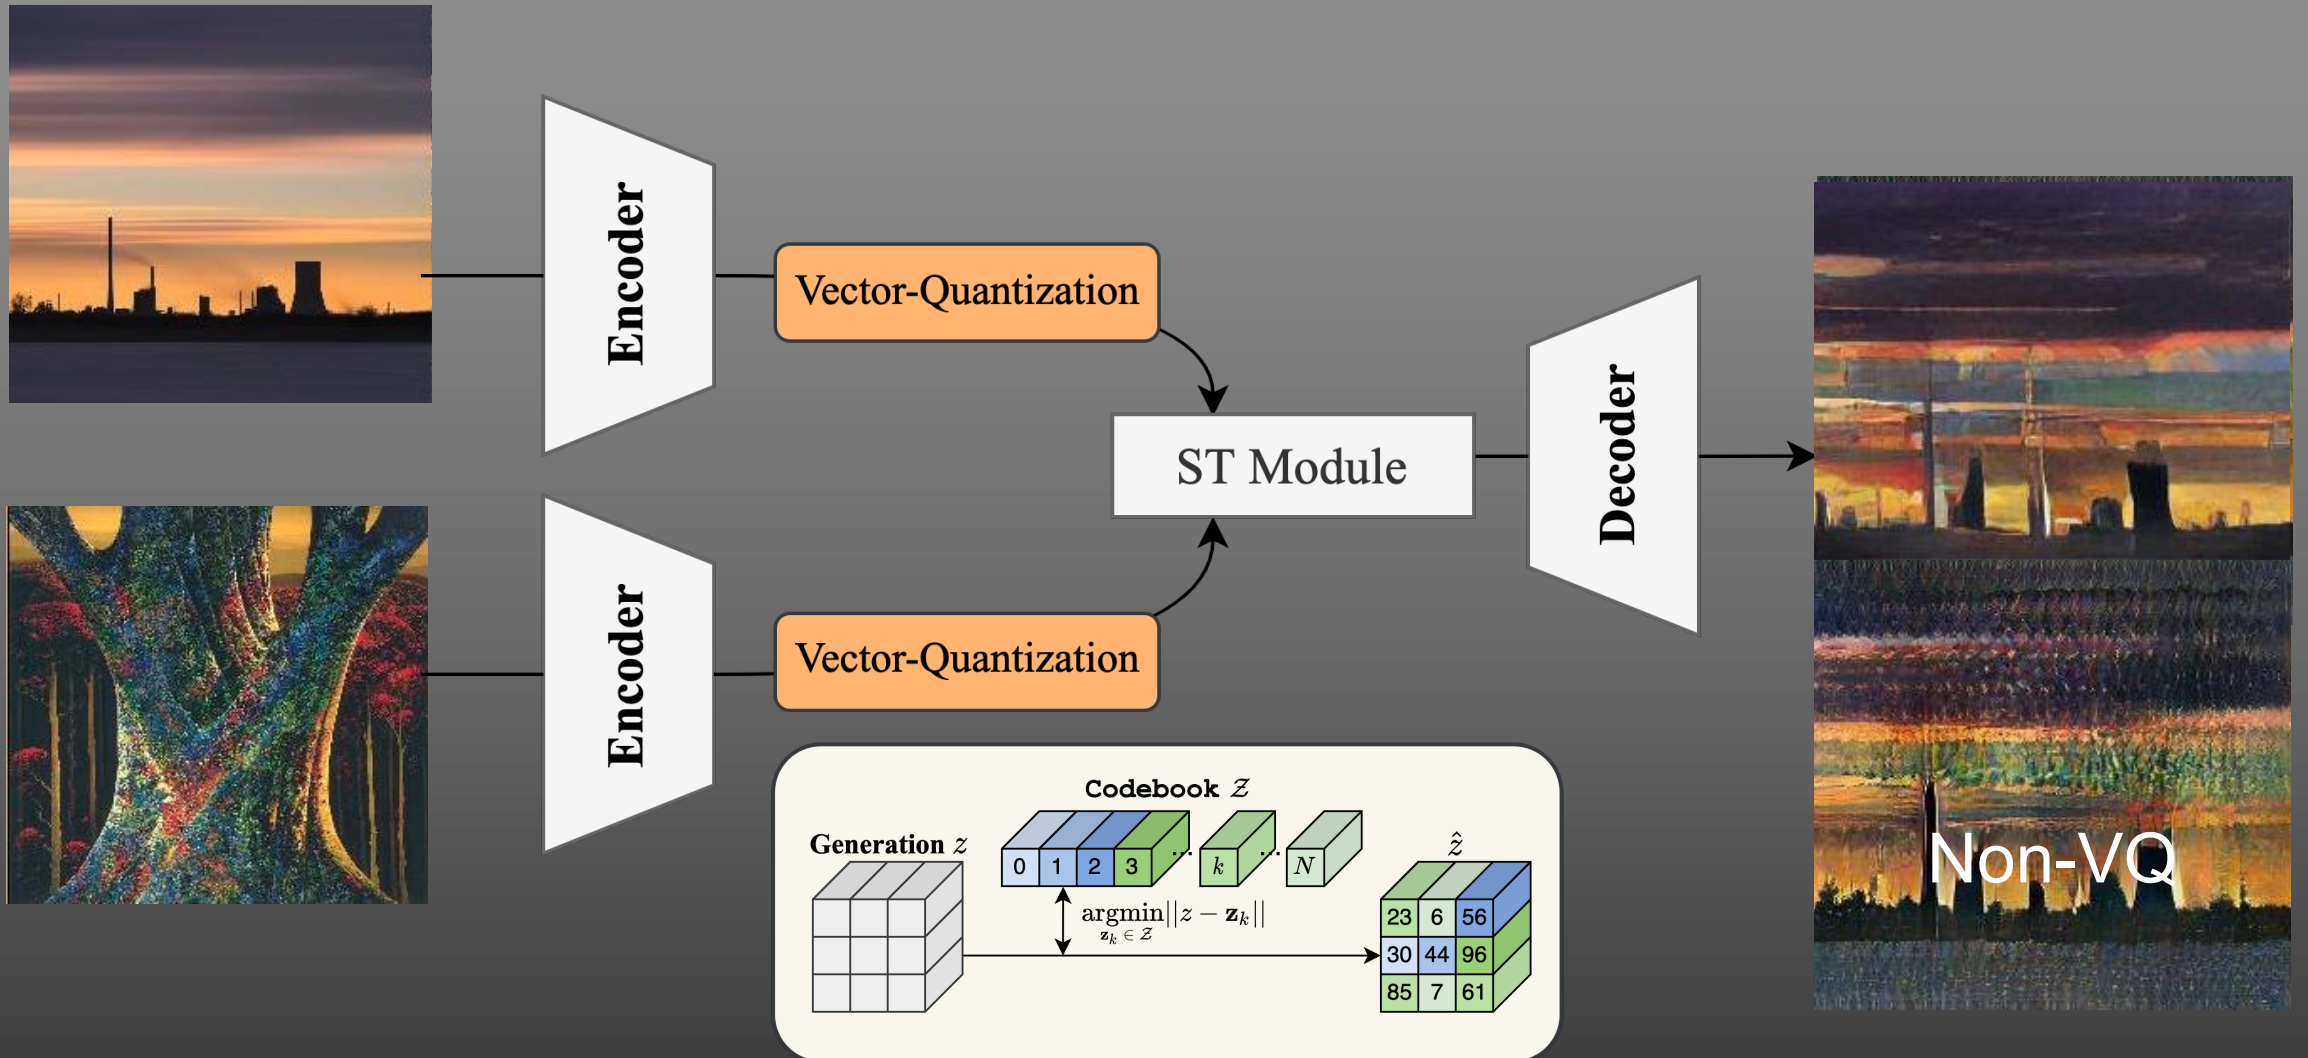 Encoder
Vector-Quantization
ST Module
Decoder
Encoder
Vector-Quantization
Codebook 𝒵
Generation z
0 1 2 3 ... k ... N
argmin||z − z_k||
z_k ∈ 𝒵
ẑ
23 6 56
30 44 96
85 7 61
Non-VQ